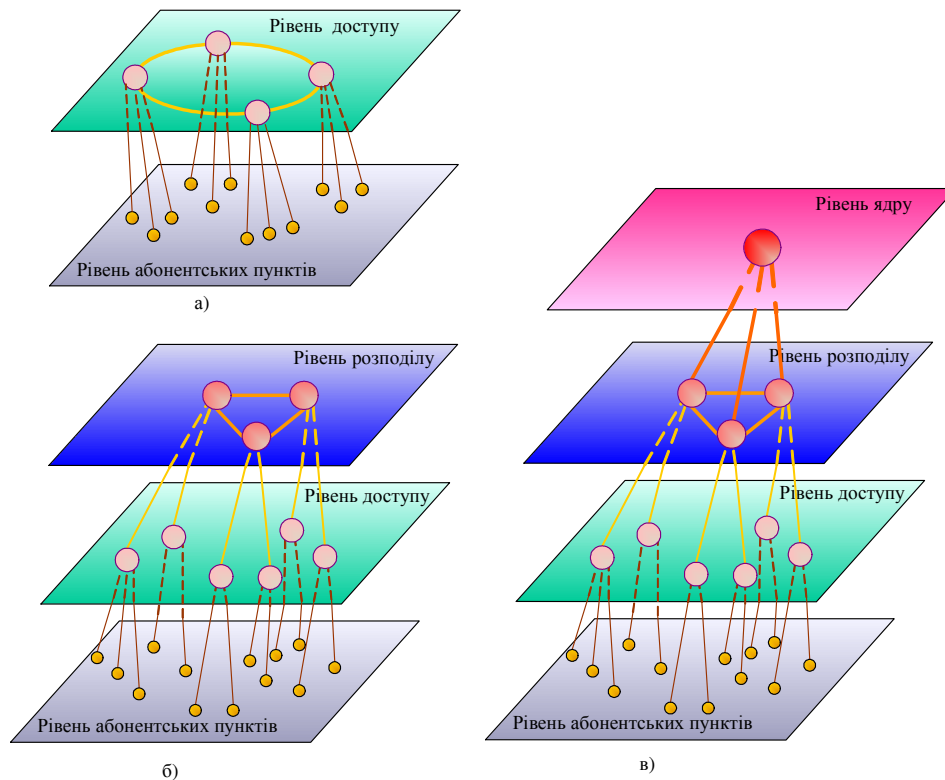 Рівень доступу
Рівень абонентських пунктів
а)
Рівень розподілу
Рівень доступу
Рівень абонентських пунктів
б)
Рівень ядру
Рівень розподілу
Рівень доступу
Рівень абонентських пунктів
в)